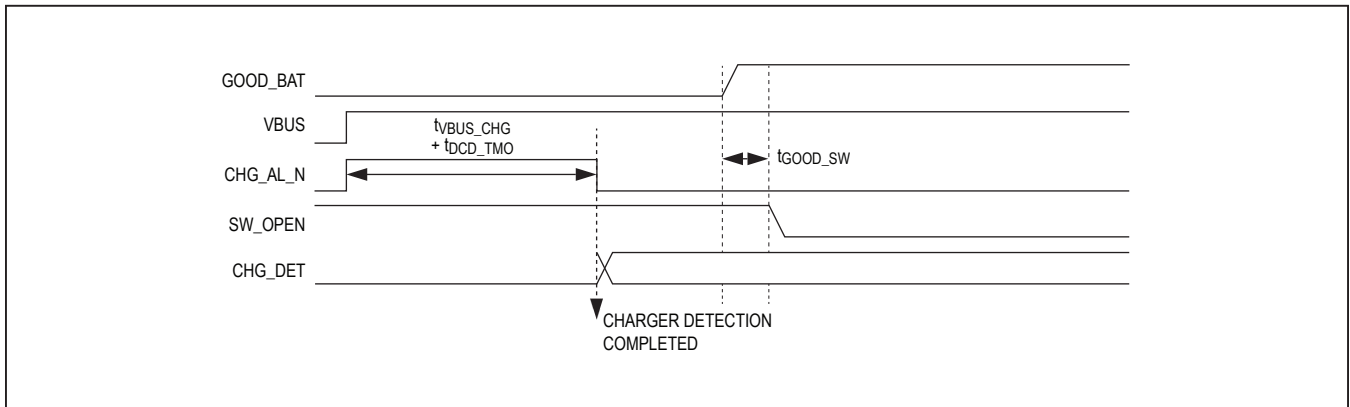 GOOD_BAT
VBUS
tVBUS_CHG
+ tDCD_TMO
tGOOD_SW
CHG_AL_N
SW_OPEN
CHG_DET
CHARGER DETECTION
COMPLETED